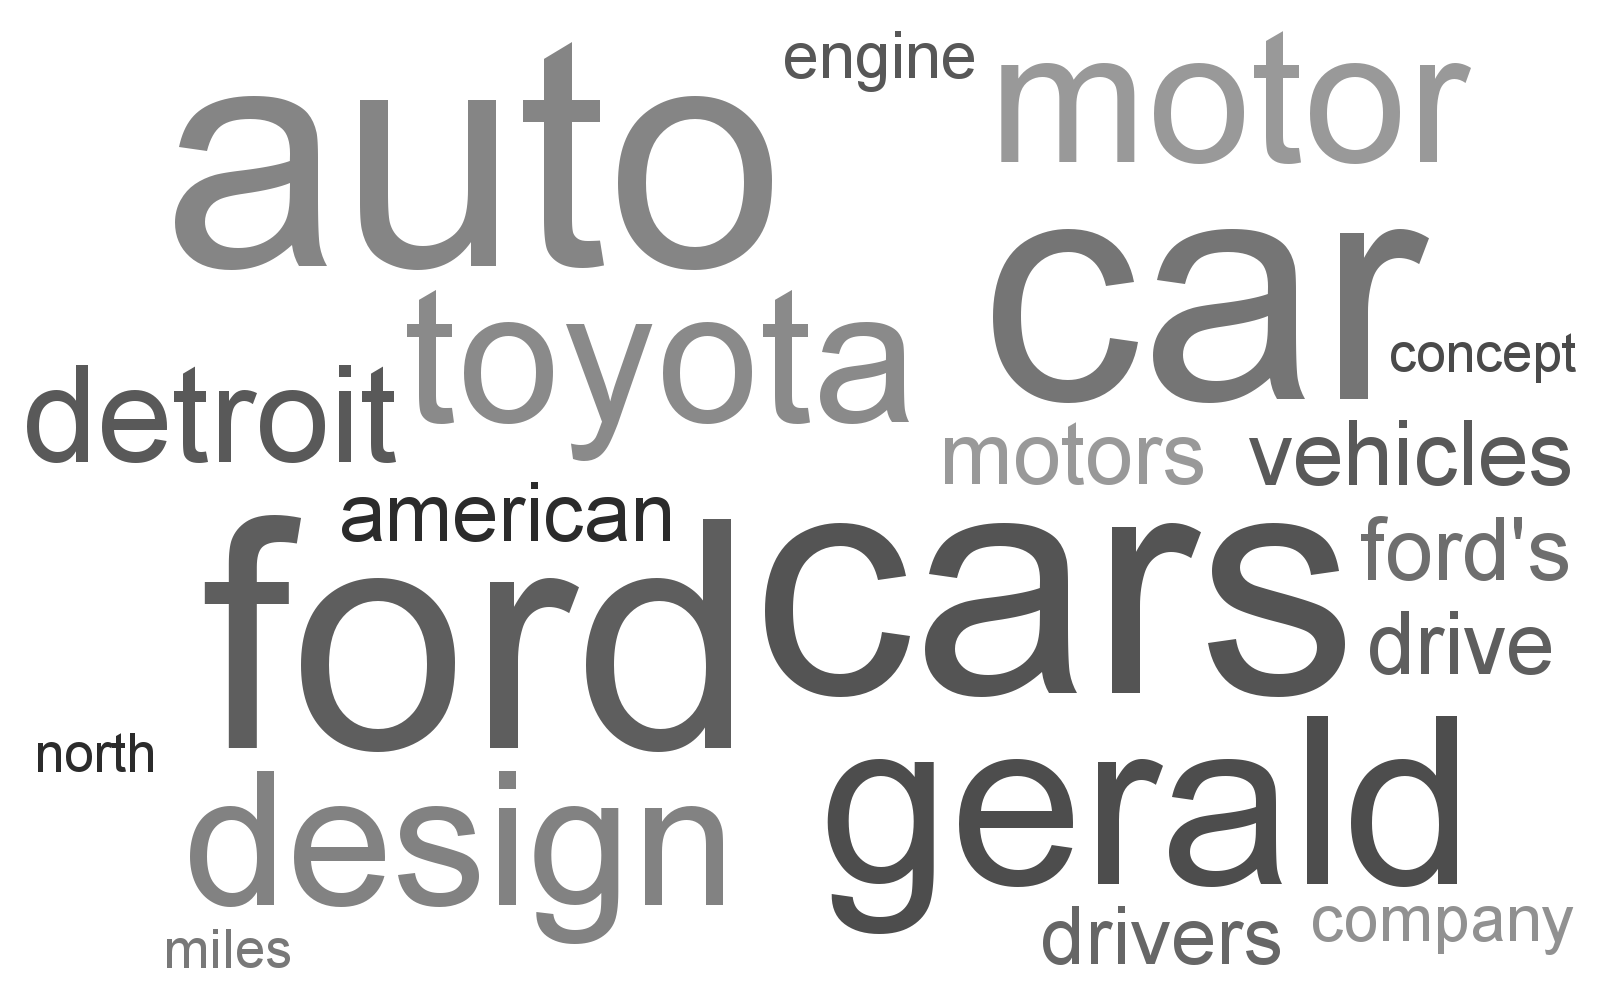 engine
auto
motor
car
toyota
concept
detroit
motors
vehicles
american
ford
cars
ford's
drive
north
gerald
design
drivers
company
miles